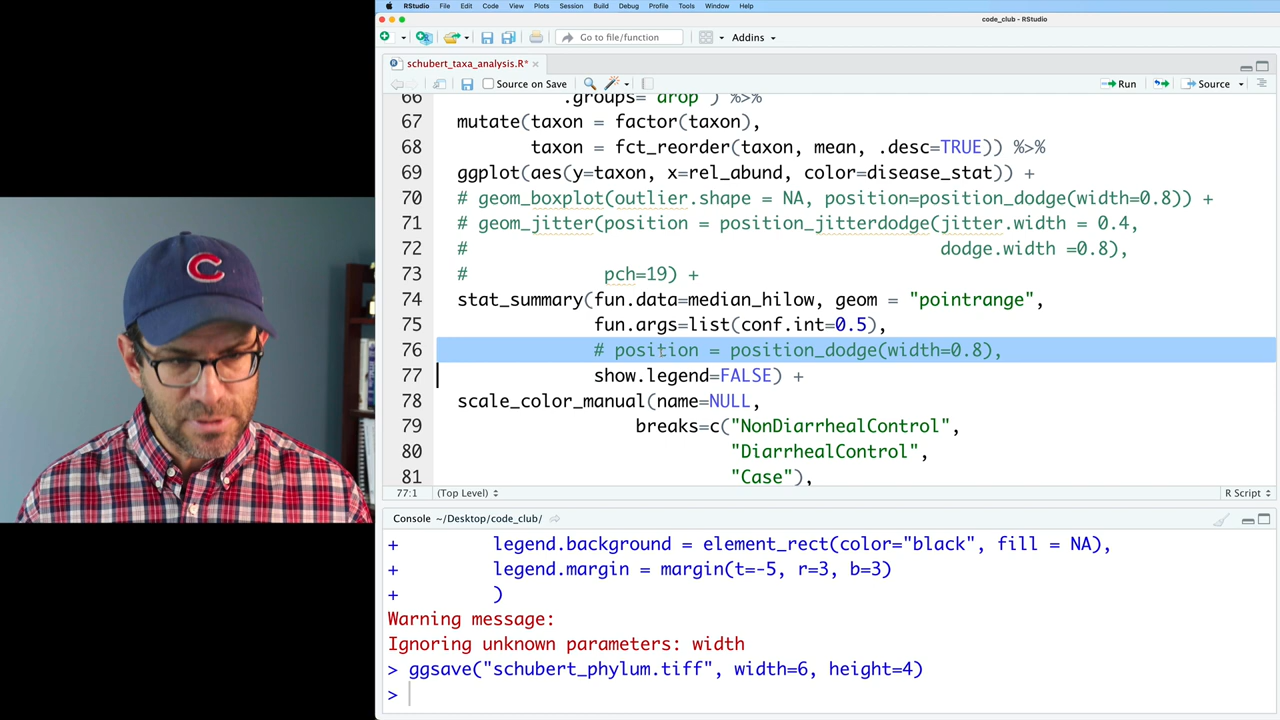 RStudio File Edit Code View Plots Session Build Debug Profile Tools Window Help
code_club - RStudio
Go to file/function Addins
schubert_taxa_analysis.R*
Source on Save Run Source
66 .groups="drop") %>%
67 mutate(taxon = factor(taxon),
68 taxon = fct_reorder(taxon, mean, .desc=TRUE)) %>%
69 ggplot(aes(y=taxon, x=rel_abund, color=disease_stat)) +
70 # geom_boxplot(outlier.shape = NA, position=position_dodge(width=0.8)) +
71 # geom_jitter(position = position_jitterdodge(jitter.width = 0.4,
72 # dodge.width =0.8),
73 # pch=19) +
74 stat_summary(fun.data=median_hilow, geom = "pointrange",
75 fun.args=list(conf.int=0.5),
76 # position = position_dodge(width=0.8),
77 show.legend=FALSE) +
78 scale_color_manual(name=NULL,
79 breaks=c("NonDiarrhealControl",
80 "DiarrhealControl",
81 "Case"),
77:1 (Top Level) R Script
Console ~/Desktop/code_club/
+ legend.background = element_rect(color="black", fill = NA),
+ legend.margin = margin(t=-5, r=3, b=3)
+ )
Warning message:
Ignoring unknown parameters: width
> ggsave("schubert_phylum.tiff", width=6, height=4)
>
C